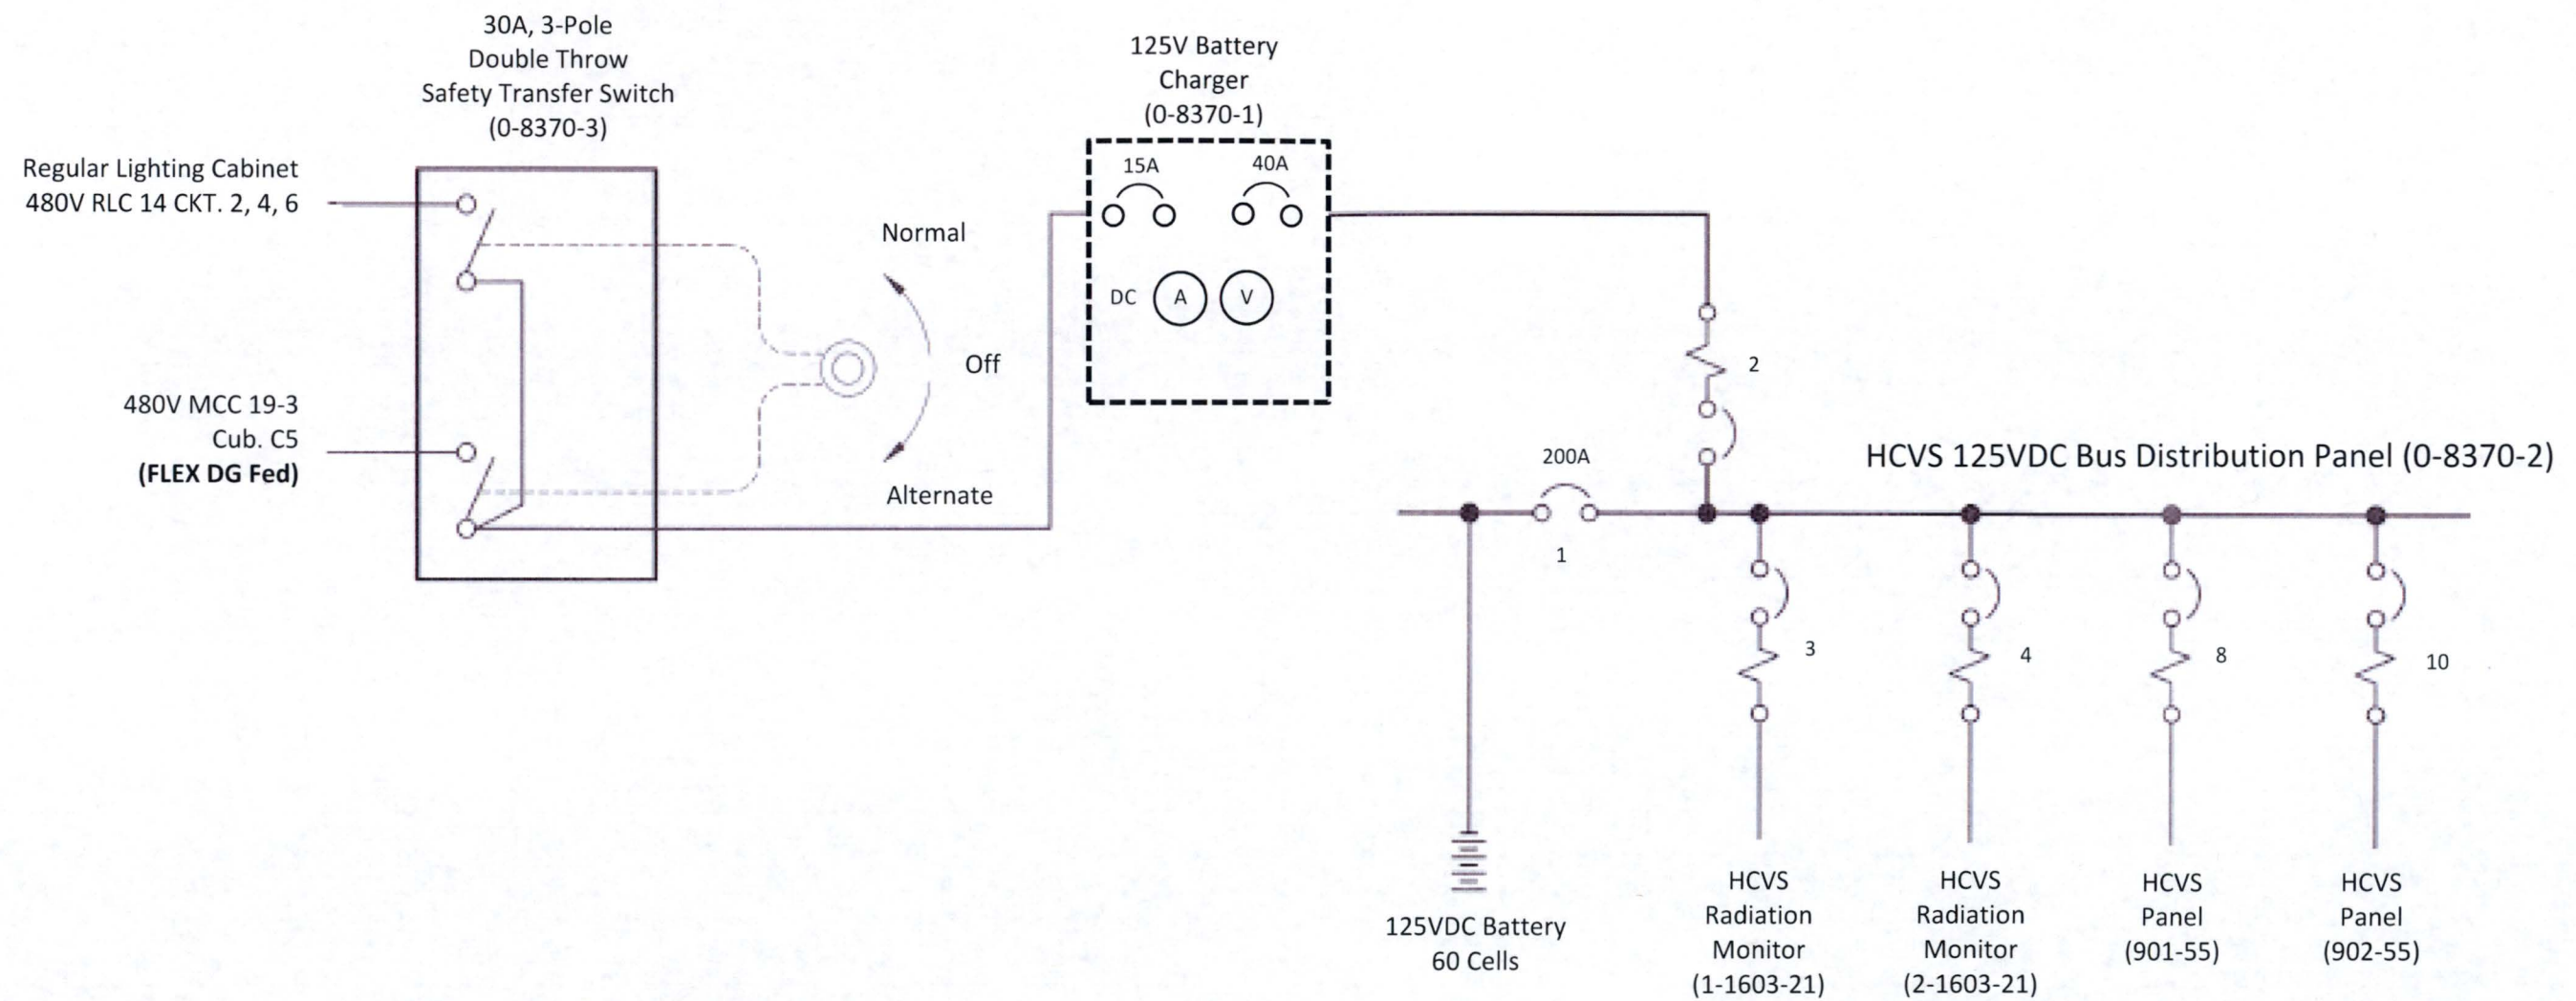 30A, 3-Pole
Double Throw
Safety Transfer Switch
(0-8370-3)
Regular Lighting Cabinet
480V RLC 14 CKT. 2, 4, 6
480V MCC 19-3
Cub. C5
(FLEX DG Fed)
Normal
Off
Alternate
125V Battery
Charger
(0-8370-1)
15A
40A
DC
A
V
2
HCVS 125VDC Bus Distribution Panel (0-8370-2)
200A
1
3
4
8
10
125VDC Battery
60 Cells
HCVS
Radiation
Monitor
(1-1603-21)
HCVS
Radiation
Monitor
(2-1603-21)
HCVS
Panel
(901-55)
HCVS
Panel
(902-55)